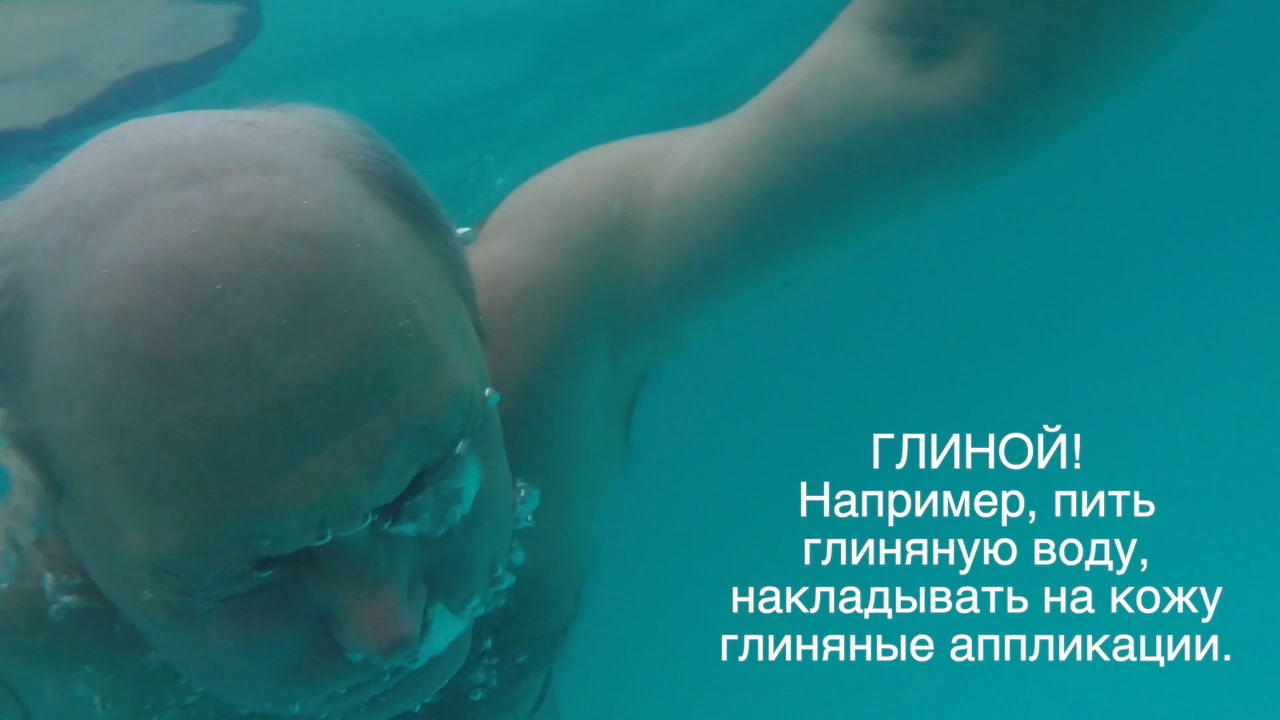 ГЛИНОЙ!
Например, пить
глиняную воду,
накладывать на кожу
глиняные аппликации.